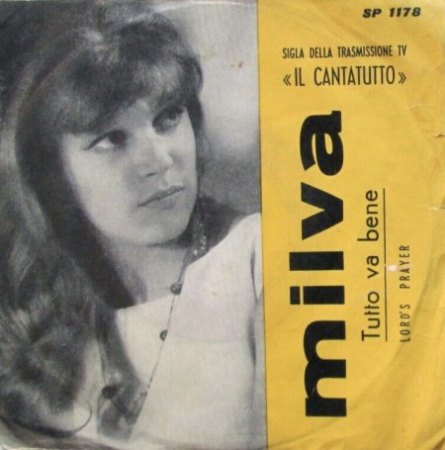 SP 1178
SIGLA DELLA TRASMISSIONE TV
«IL CANTATUTTO»
milva
Tutto va bene
LORD'S PRAYER